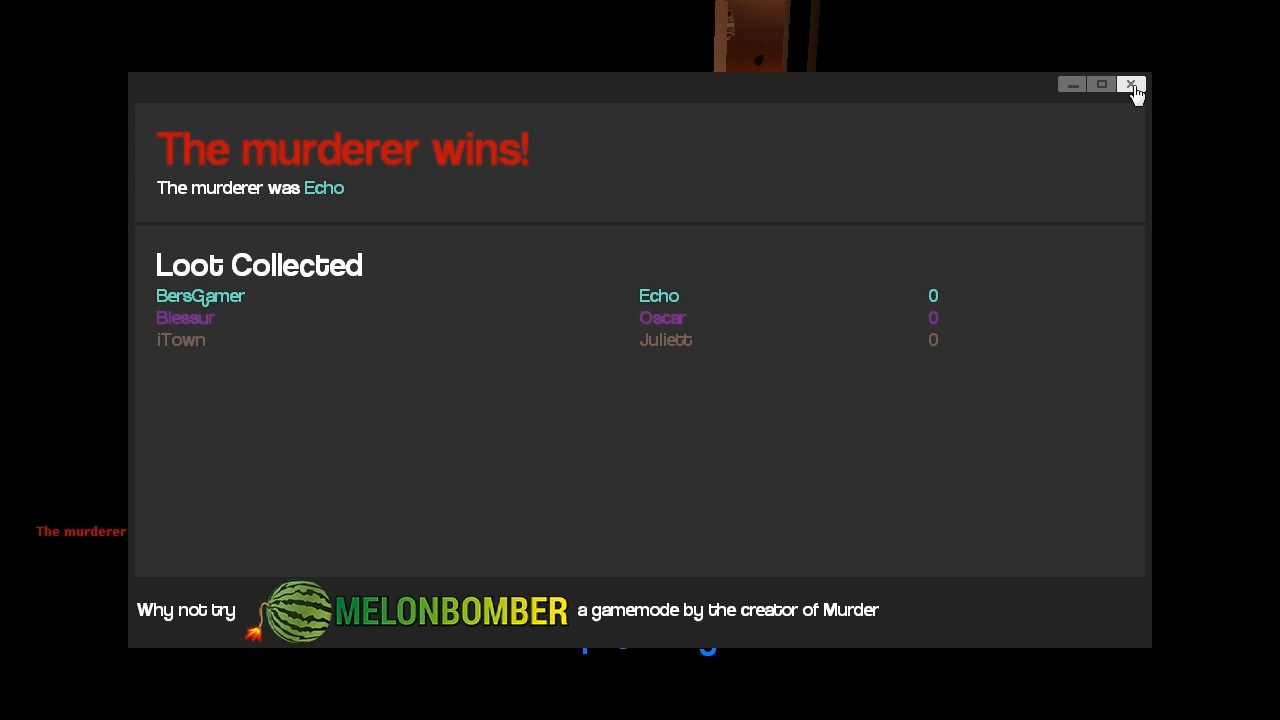 The murderer wins!
The murderer was Echo
Loot Collected
BersGamer Echo 0
Blessur Oscar 0
iTown Juliett 0
The murderer
Why not try MELONBOMBER a gamemode by the creator of Murder